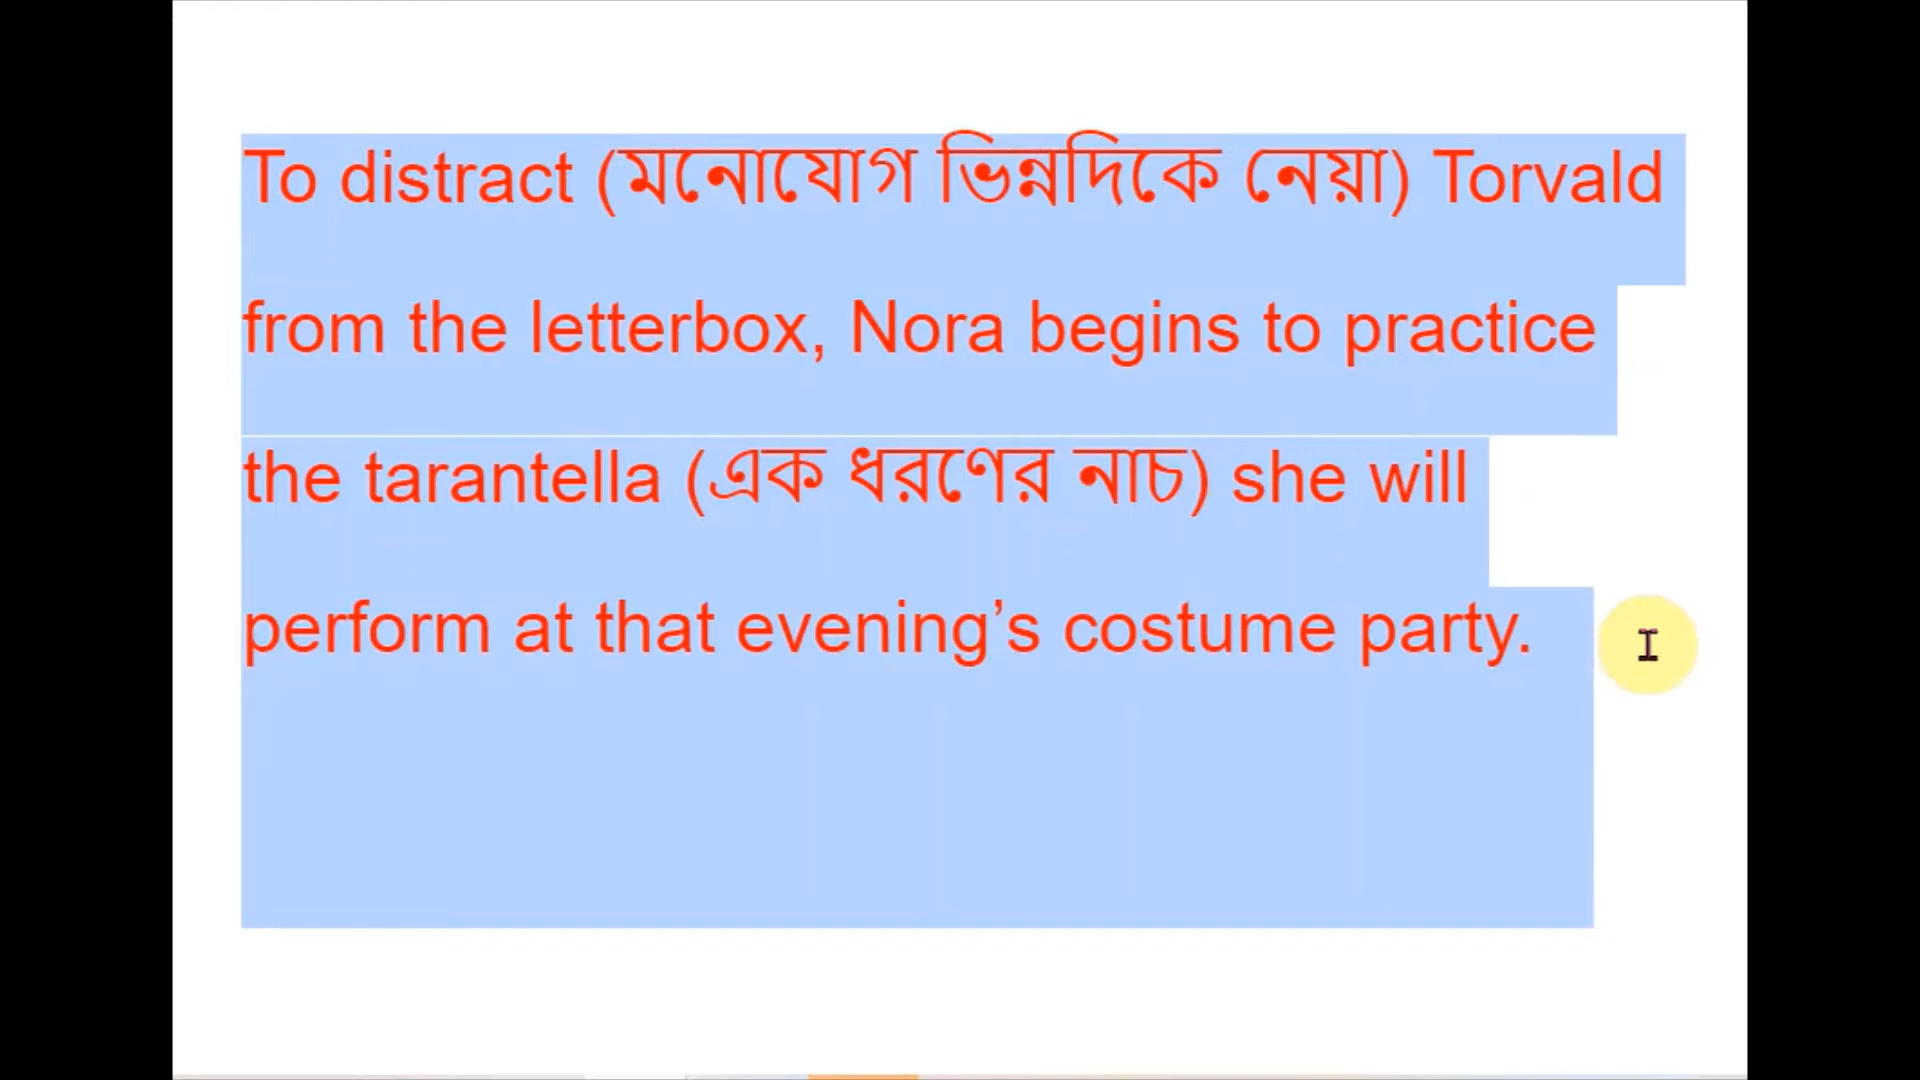 To distract (মনোযোগ ভিন্নদিকে নেয়া) Torvald
from the letterbox, Nora begins to practice
the tarantella (এক ধরণের নাচ) she will
perform at that evening’s costume party.